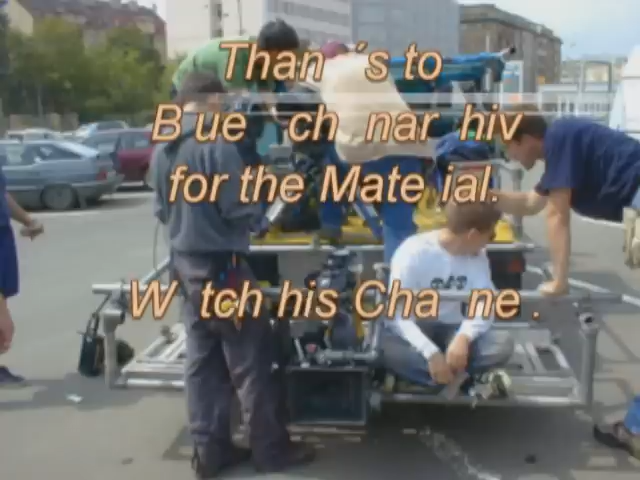 Than ´s to
B ue ch nar hiv
for the Mate ial.
W tch his Cha ne .